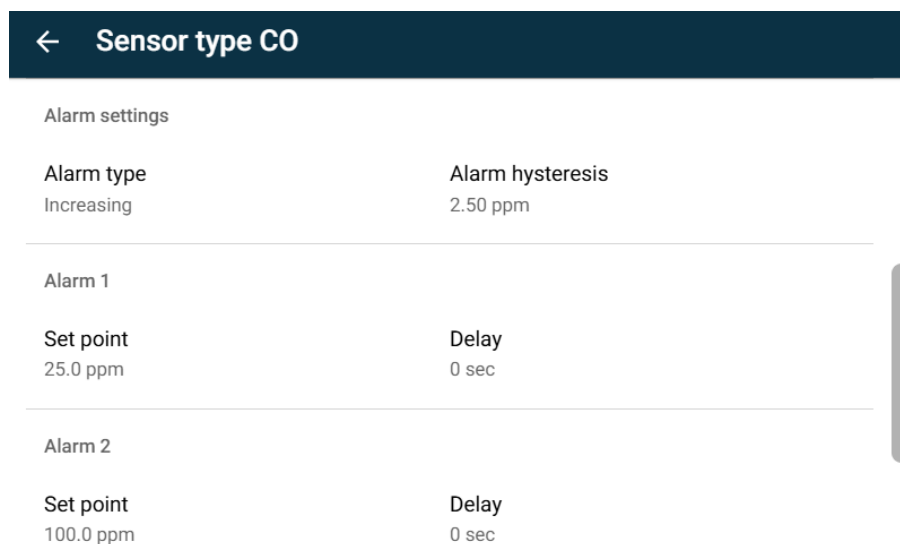 Sensor type CO
Alarm settings
Alarm type
Alarm hysteresis
Increasing
2.50 ppm
Alarm 1
Set point
Delay
25.0 ppm
0 sec
Alarm 2
Set point
Delay
100.0 ppm
0 sec